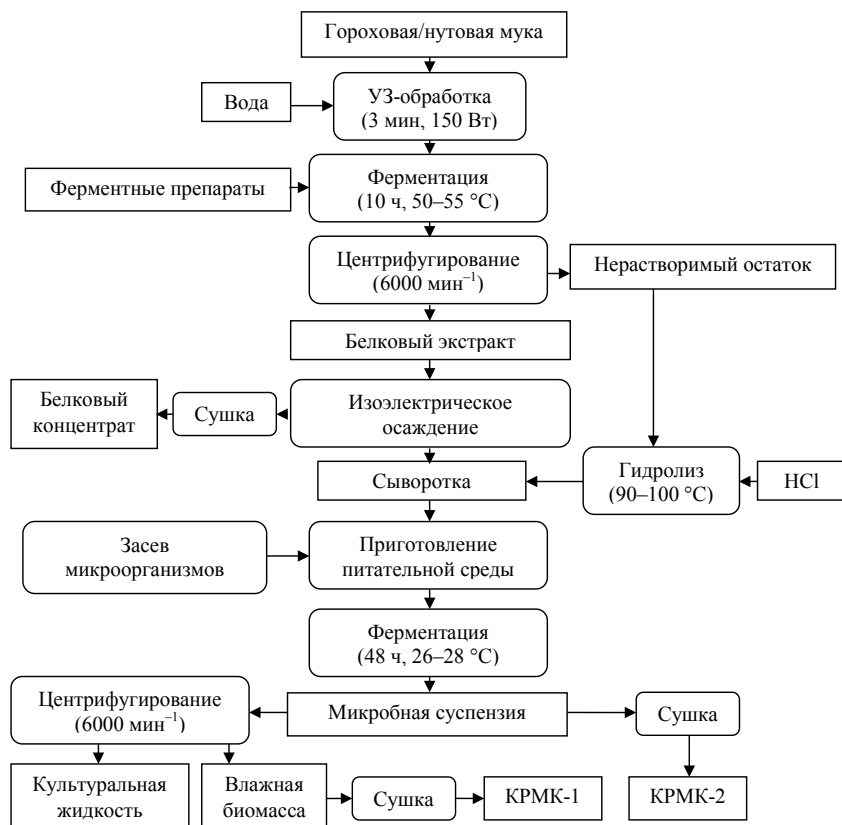 Гороховая/нутовая мука
Вода
УЗ-обработка
(3 мин, 150 Вт)
Ферментные препараты
Ферментация
(10 ч, 50–55 °С)
Центрифугирование
(6000 мин⁻¹)
Нерастворимый остаток
Белковый экстракт
Белковый
концентрат
Сушка
Изоэлектрическое
осаждение
Сыворотка
Гидролиз
(90–100 °С)
HCl
Засев
микроорганизмов
Приготовление
питательной среды
Ферментация
(48 ч, 26–28 °С)
Центрифугирование
(6000 мин⁻¹)
Микробная суспензия
Сушка
Культуральная
жидкость
Влажная
биомасса
Сушка
КРМК-1
КРМК-2